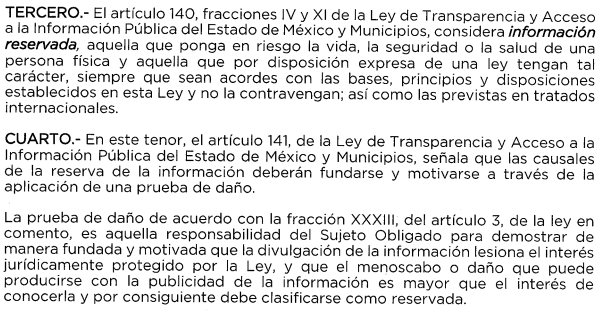 TERCERO.- El artículo 140, fracciones IV y XI de la Ley de Transparencia y Acceso
a la Información Pública del Estado de México y Municipios, considera información
reservada, aquella que ponga en riesgo la vida, la seguridad o la salud de una
persona física y aquella que por disposición expresa de una ley tengan tal
carácter, siempre que sean acordes con las bases, principios y disposiciones
establecidos en esta Ley y no la contravengan; así como las previstas en tratados
internacionales.
CUARTO.- En este tenor, el artículo 141, de la Ley de Transparencia y Acceso a la
Información Pública del Estado de México y Municipios, señala que las causales
de la reserva de la información deberán fundarse y motivarse a través de la
aplicación de una prueba de daño.
La prueba de daño de acuerdo con la fracción XXXIII, del artículo 3, de la ley en
comento, es aquella responsabilidad del Sujeto Obligado para demostrar de
manera fundada y motivada que la divulgación de la información lesiona el interés
jurídicamente protegido por la Ley, y que el menoscabo o daño que puede
producirse con la publicidad de la información es mayor que el interés de
conocerla y por consiguiente debe clasificarse como reservada.